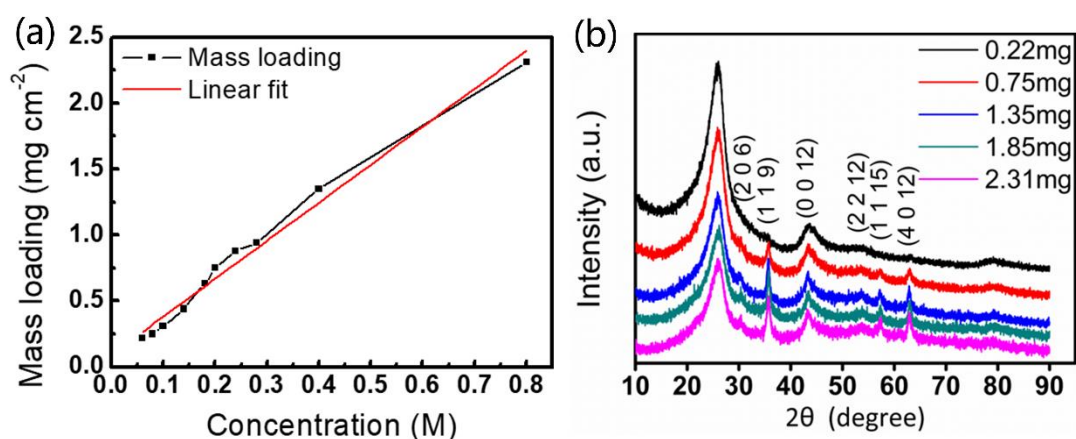 (a)
Mass loading (mg cm⁻²)
2.5
2.0
1.5
1.0
0.5
0.0
Mass loading
Linear fit
0.0 0.1 0.2 0.3 0.4 0.5 0.6 0.7 0.8
Concentration (M)
(b)
Intensity (a.u.)
0.22mg
0.75mg
1.35mg
1.85mg
2.31mg
(2 0 6)
(1 1 9)
(0 0 12)
(2 2 12)
(1 1 15)
(4 0 12)
10 20 30 40 50 60 70 80 90
2θ (degree)